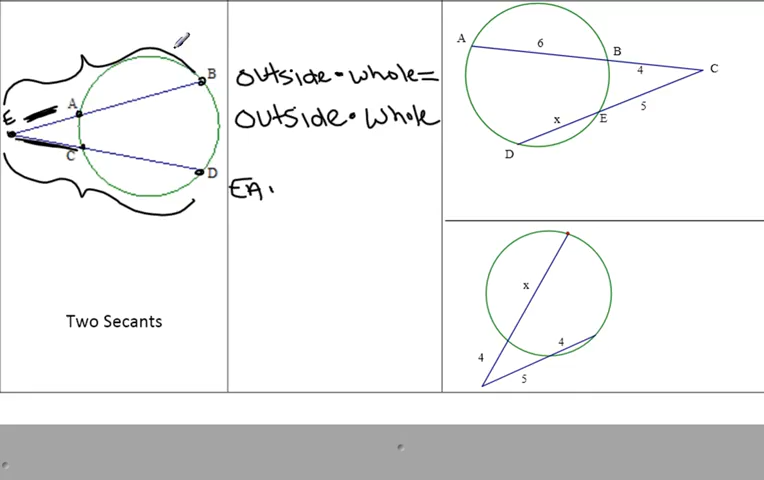 B
A
E
C
D
Two Secants
outside • whole =
outside • whole
EA •
A
6
B
4
C
5
x
E
D
x
4
4
5